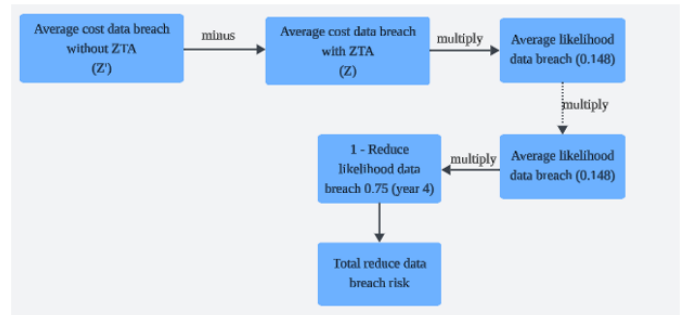 Average cost data breach
without ZTA
(Z')
minus
Average cost data breach
with ZTA
(Z)
multiply
Average likelihood
data breach (0.148)
multiply
Average likelihood
data breach (0.148)
multiply
1 - Reduce
likelihood data
breach 0.75 (year 4)
Total reduce data
breach risk